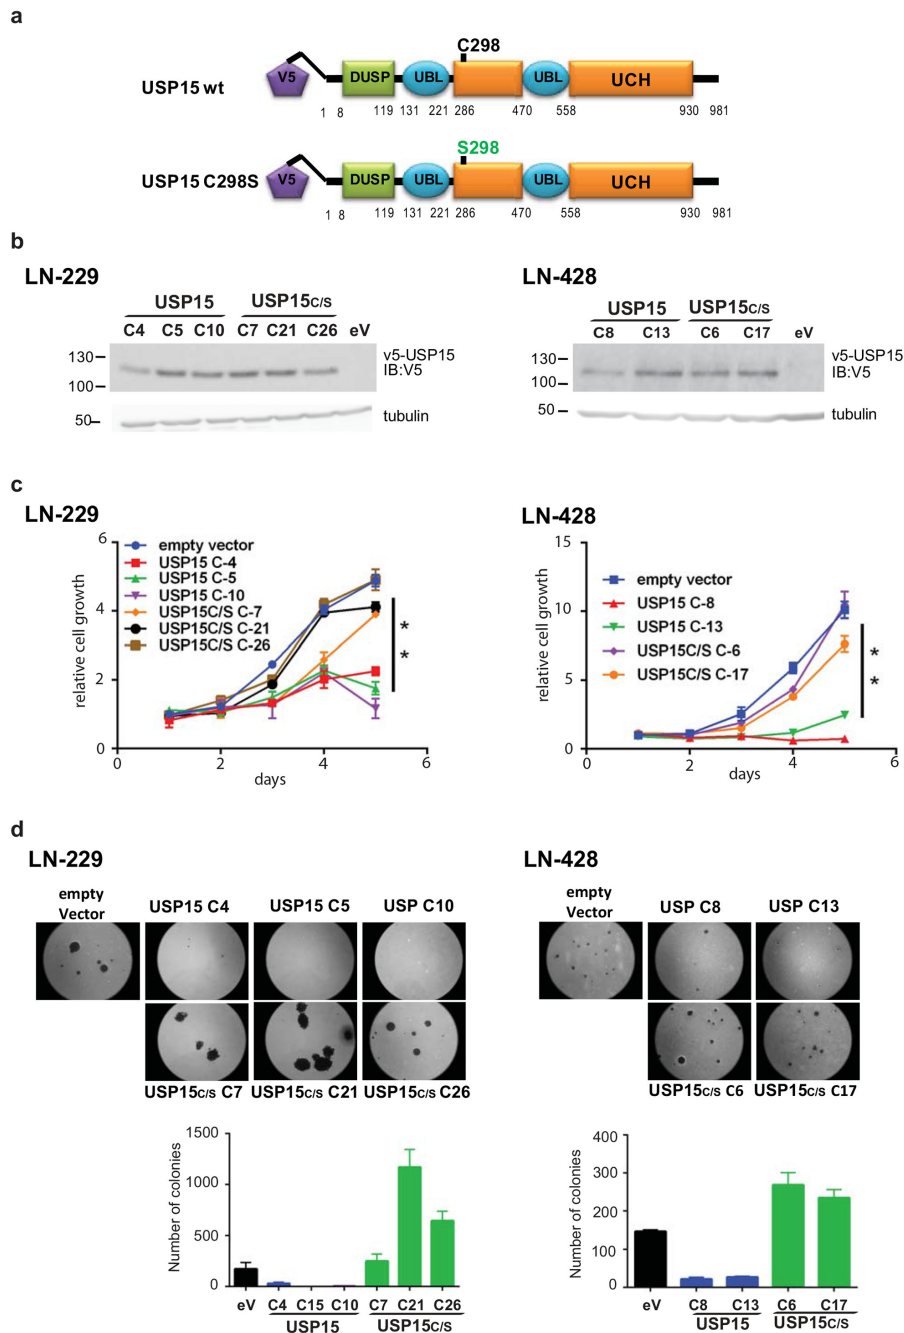 a
C298
USP15 wt V5 DUSP UBL UBL UCH
1 8 119 131 221 286 470 558 930 981
S298
USP15 C298S V5 DUSP UBL UBL UCH
1 8 119 131 221 286 470 558 930 981
b
LN-229
USP15 USP15C/S
C4 C5 C10 C7 C21 C26 eV
130
100
v5-USP15
IB:V5
50
tubulin
LN-428
USP15 USP15C/S
C8 C13 C6 C17 eV
130
100
v5-USP15
IB:V5
50
tubulin
c
LN-229
relative cell growth
6
4
2
0
empty vector
USP15 C-4
USP15 C-5
USP15 C-10
USP15C/S C-7
USP15C/S C-21
USP15C/S C-26
*
*
0 2 4 6
days
LN-428
relative cell growth
15
10
5
0
empty vector
USP15 C-8
USP15 C-13
USP15C/S C-6
USP15C/S C-17
*
*
0 2 4 6
days
d
LN-229
empty
Vector
USP15 C4 USP15 C5 USP C10
USP15C/S C7 USP15C/S C21 USP15C/S C26
Number of colonies
1500
1000
500
0
eV C4 C15 C10 C7 C21 C26
USP15 USP15C/S
LN-428
empty
Vector
USP C8 USP C13
USP15C/S C6 USP15C/S C17
Number of colonies
400
300
200
100
0
eV C8 C13 C6 C17
USP15 USP15C/S